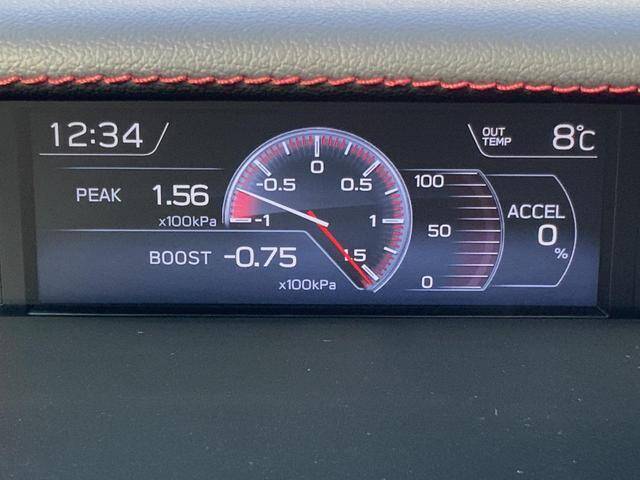 12:34
OUT
TEMP
8°C
PEAK 1.56
x100kPa
BOOST -0.75
x100kPa
-1
-0.5
0
0.5
1
1.5
100
50
0
ACCEL
0
%